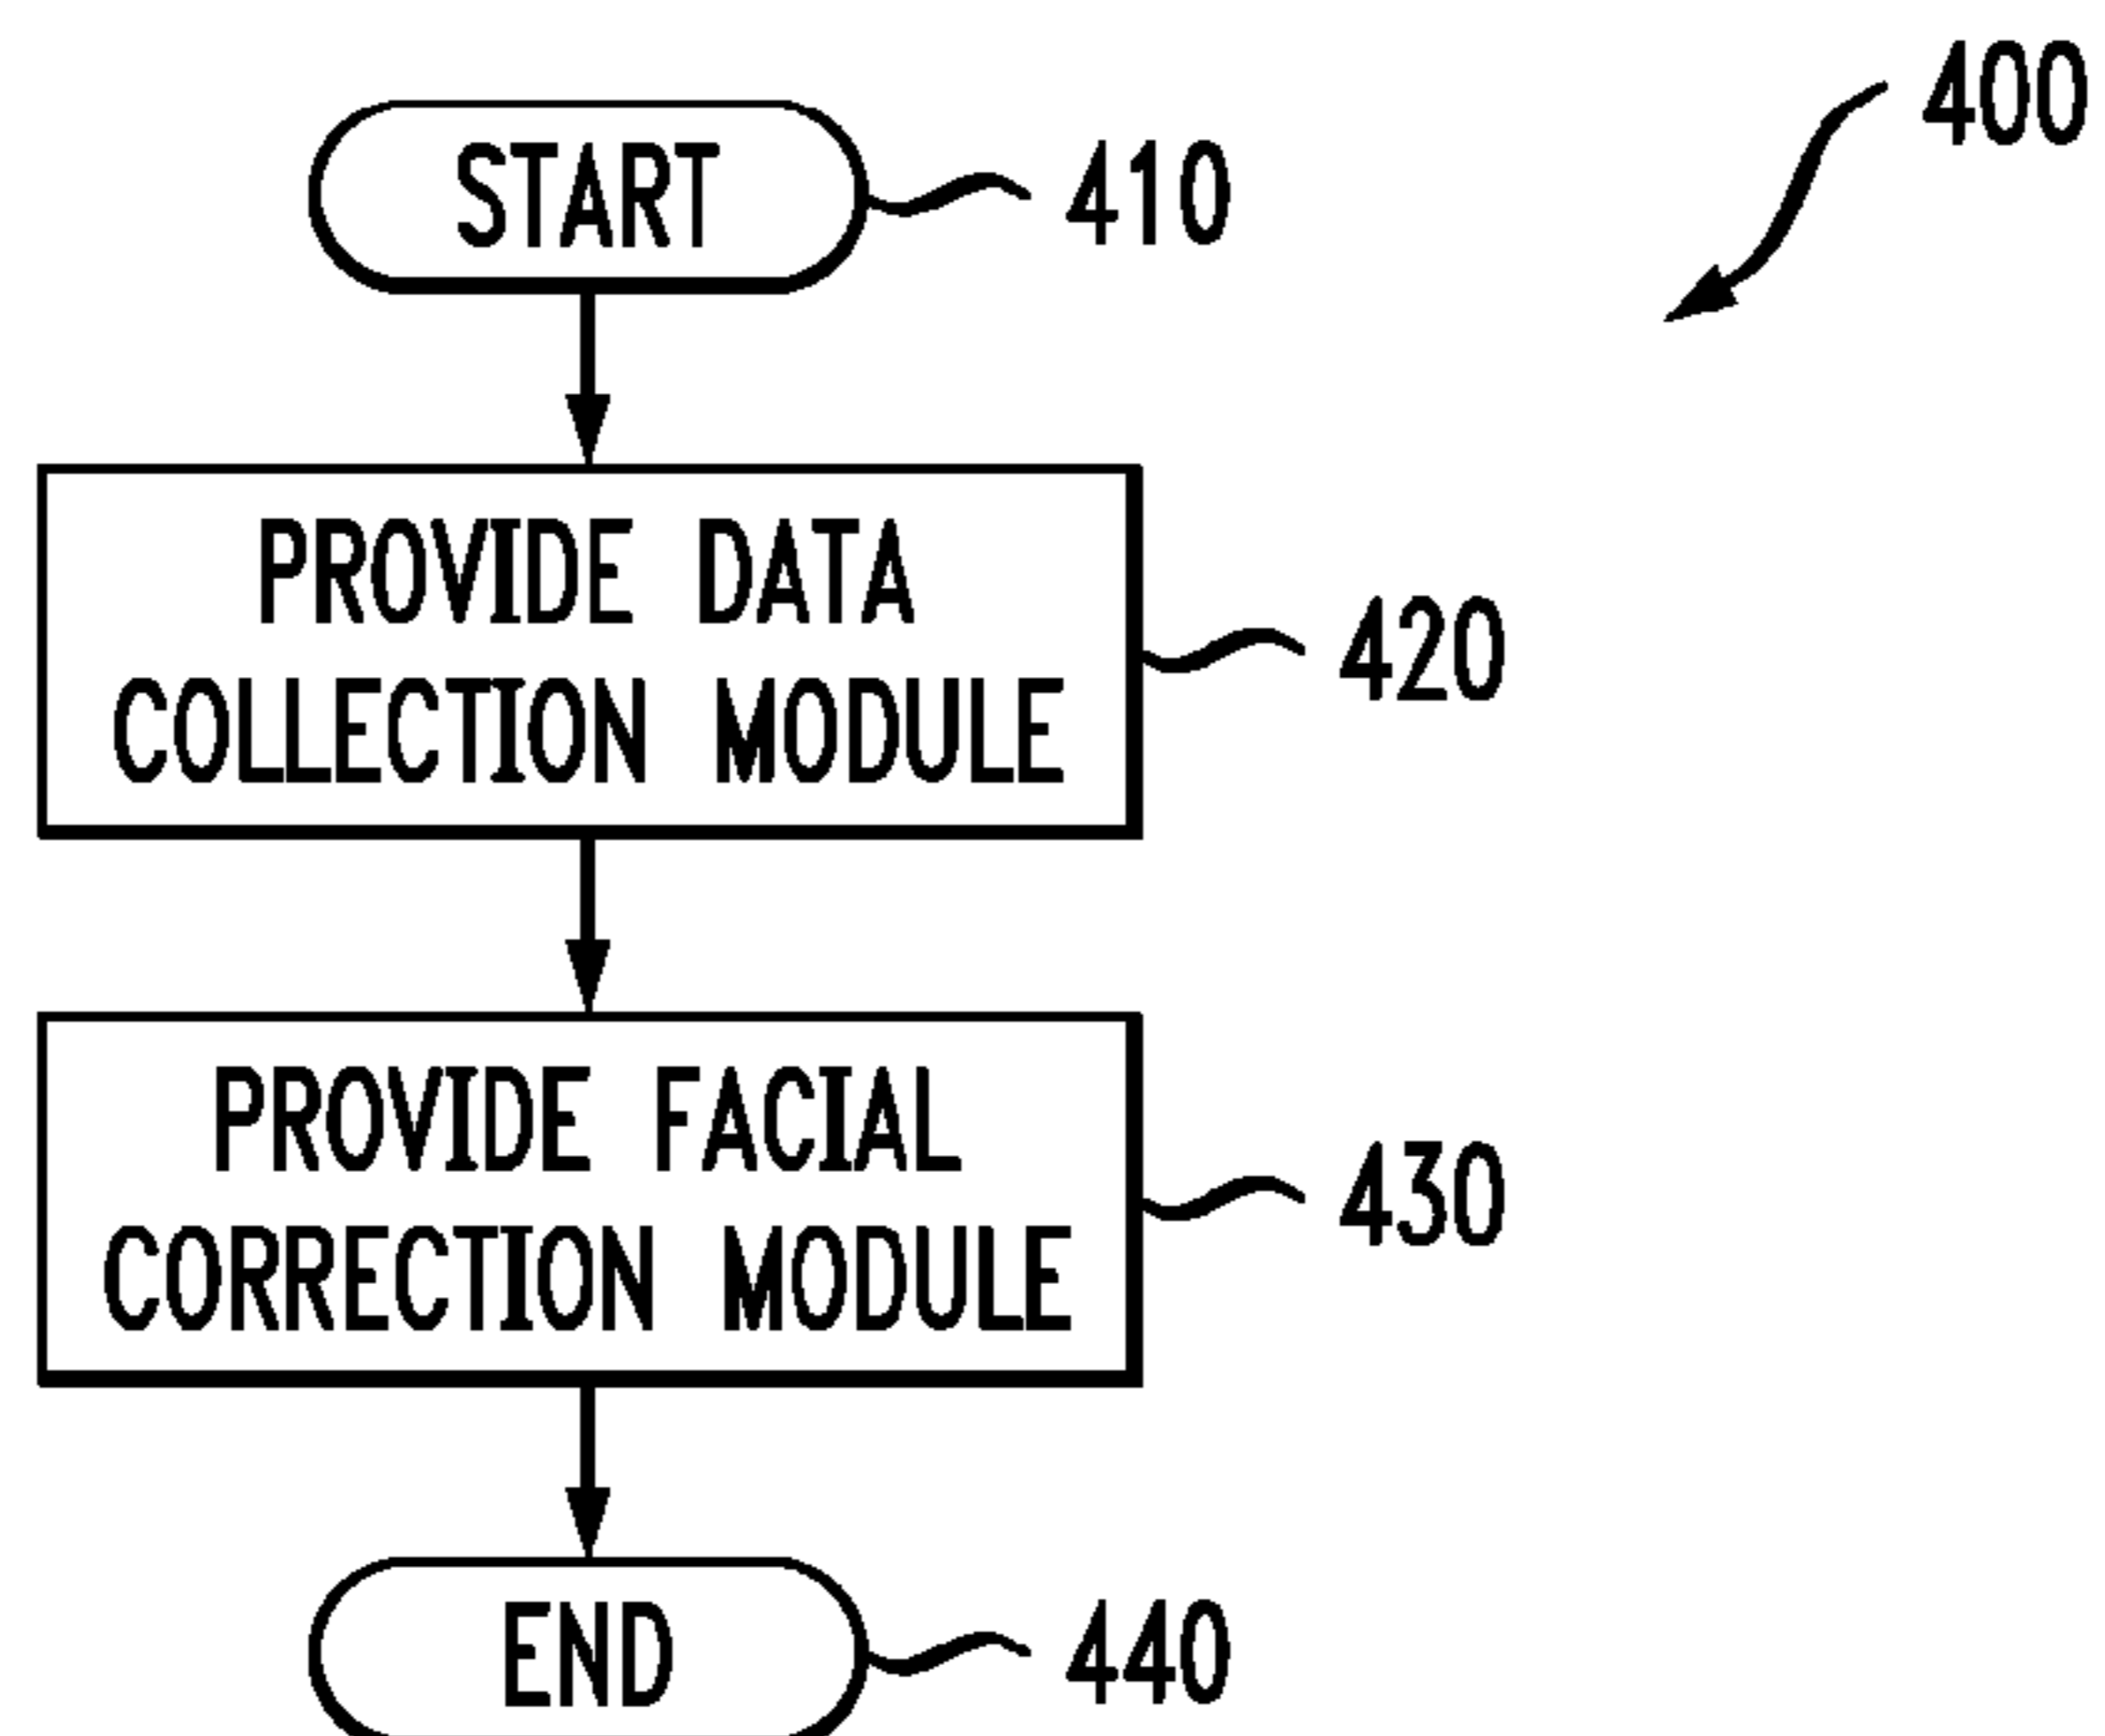 400
START
410
PROVIDE DATA
COLLECTION MODULE
420
PROVIDE FACIAL
CORRECTION MODULE
430
END
440